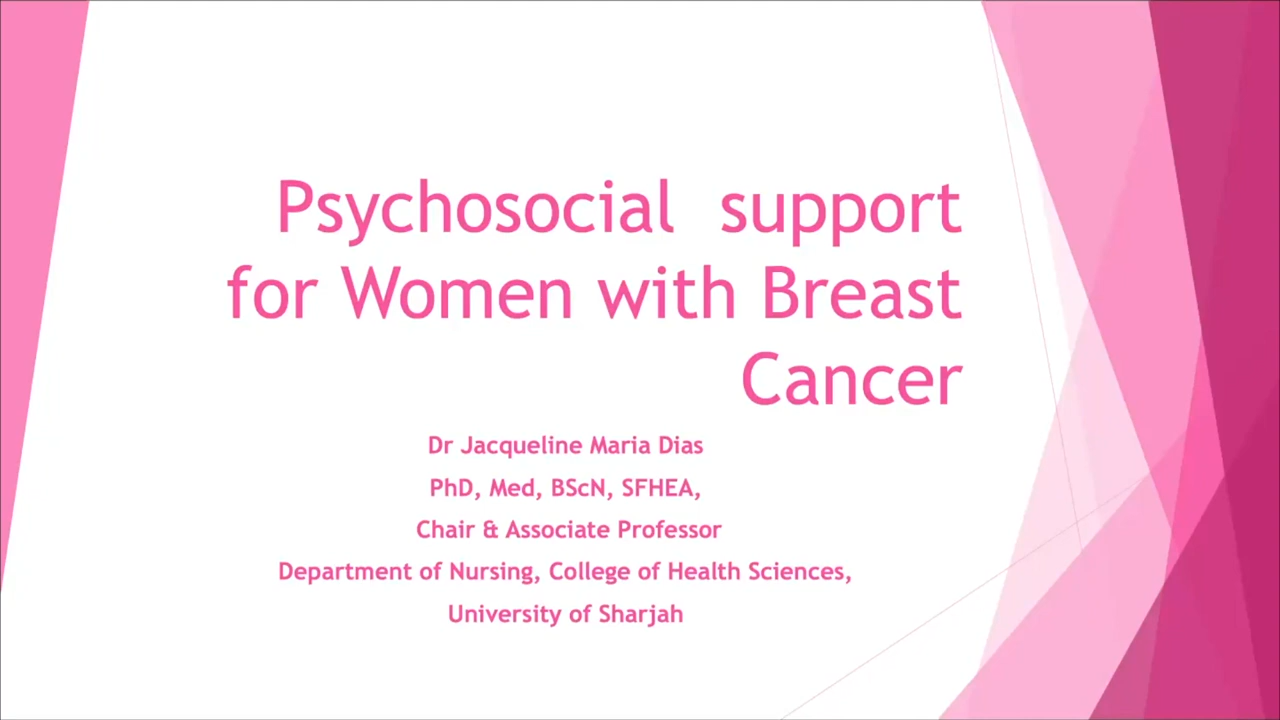 Psychosocial support
for Women with Breast
Cancer
Dr Jacqueline Maria Dias
PhD, Med, BScN, SFHEA,
Chair & Associate Professor
Department of Nursing, College of Health Sciences,
University of Sharjah